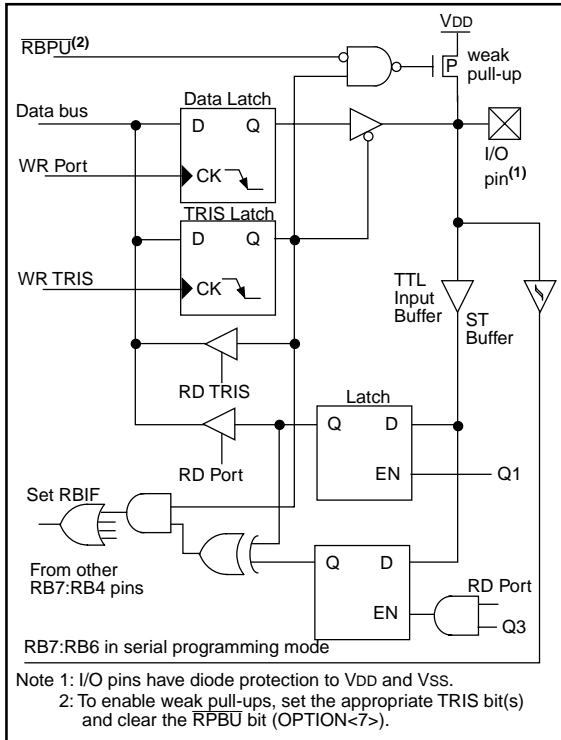 VDD
RBPU(2)
weak
pull-up
P
Data bus
Data Latch
D Q
I/O
pin(1)
WR Port
CK
TRIS Latch
D Q
WR TRIS
CK
TTL
Input
Buffer
ST
Buffer
RD TRIS
Latch
Q D
RD Port
EN
Q1
Set RBIF
From other
RB7:RB4 pins
Q D
RD Port
EN
Q3
RB7:RB6 in serial programming mode
Note 1: I/O pins have diode protection to VDD and VSS.
2: To enable weak pull-ups, set the appropriate TRIS bit(s)
and clear the RPBU bit (OPTION<7>).